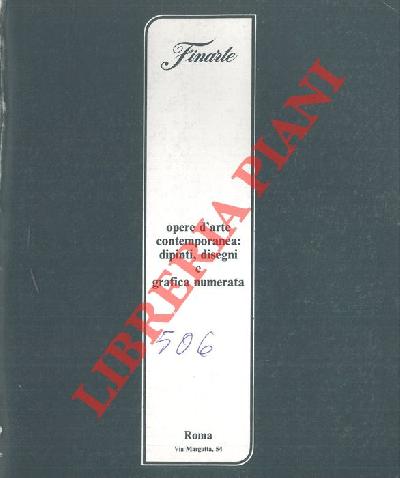 Finarte
LIBRERIA PIANI
opere d'arte
contemporanea:
dipinti, disegni
e
grafica numerata
506
Roma
Via Margutta, 54